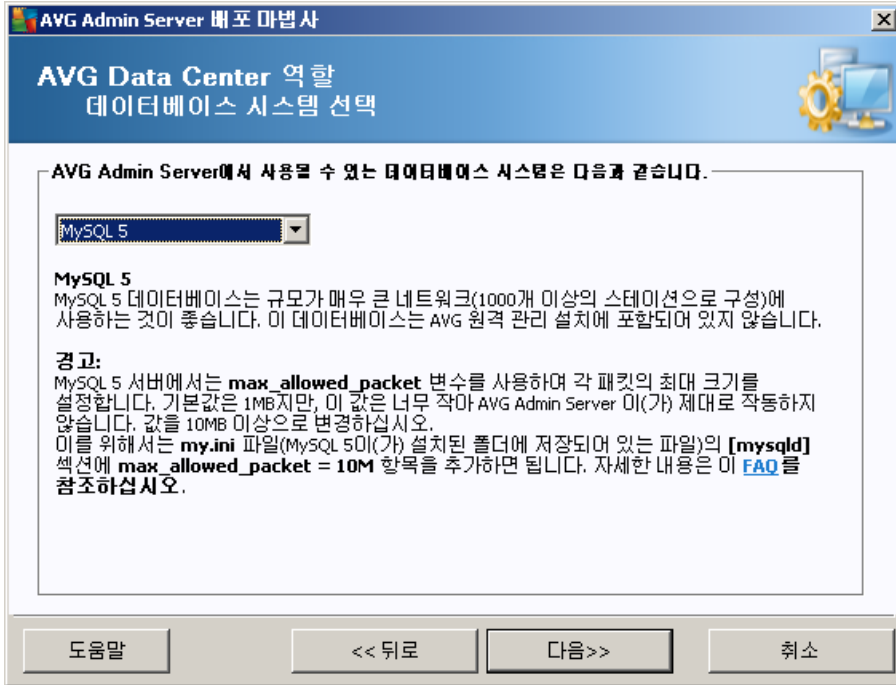 AVG Admin Server 배포 마법사
AVG Data Center 역할
데이터베이스 시스템 선택
AVG Admin Server에서 사용될 수 있는 데이터베이스 시스템은 다음과 같습니다.
MySQL 5
MySQL 5
MySQL 5 데이터베이스는 규모가 매우 큰 네트워크(1000개 이상의 스테이션으로 구성)에
사용하는 것이 좋습니다. 이 데이터베이스는 AVG 원격 관리 설치에 포함되어 있지 않습니다.
경고:
MySQL 5 서버에서는 max_allowed_packet 변수를 사용하여 각 패킷의 최대 크기를
설정합니다. 기본값은 1MB지만, 이 값은 너무 작아 AVG Admin Server 이(가) 제대로 작동하지
않습니다. 값을 10MB 이상으로 변경하십시오.
이를 위해서는 my.ini 파일(MySQL 5이(가) 설치된 폴더에 저장되어 있는 파일)의 [mysqld]
섹션에 max_allowed_packet = 10M 항목을 추가하면 됩니다. 자세한 내용은 이 FAQ를
참조하십시오.
도움말
<< 뒤로
다음>>
취소